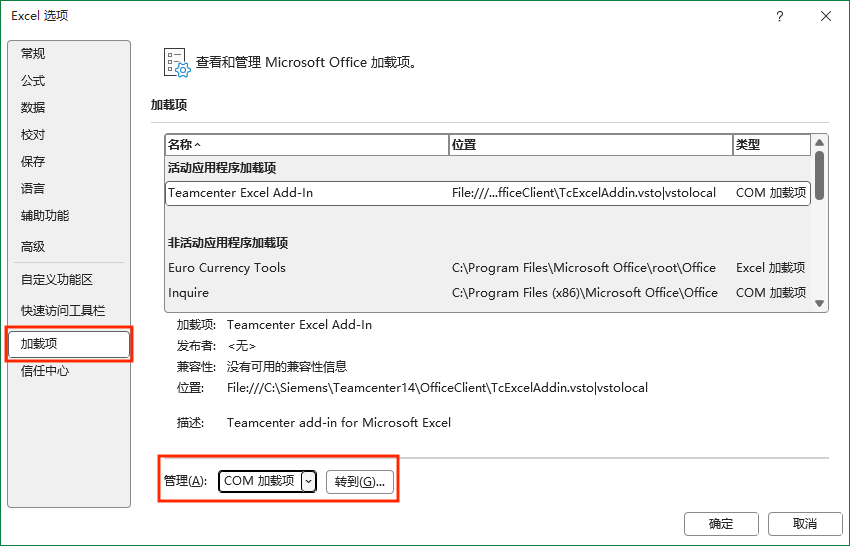 Excel 选项
常规
公式
数据
校对
保存
语言
辅助功能
高级
自定义功能区
快速访问工具栏
加载项
信任中心
查看和管理 Microsoft Office 加载项。
加载项
名称 位置 类型
活动应用程序加载项
Teamcenter Excel Add-In File:///...fficeClient\TcExcelAddin.vsto|vstolocal COM 加载项
非活动应用程序加载项
Euro Currency Tools C:\Program Files\Microsoft Office\root\Office Excel 加载项
Inquire C:\Program Files (x86)\Microsoft Office\Office COM 加载项
加载项: Teamcenter Excel Add-In
发布者: <无>
兼容性: 没有可用的兼容性信息
位置: File:///C:\Siemens\Teamcenter14\OfficeClient\TcExcelAddin.vsto|vstolocal
描述: Teamcenter add-in for Microsoft Excel
管理(A): COM 加载项 转到(G)...
确定 取消